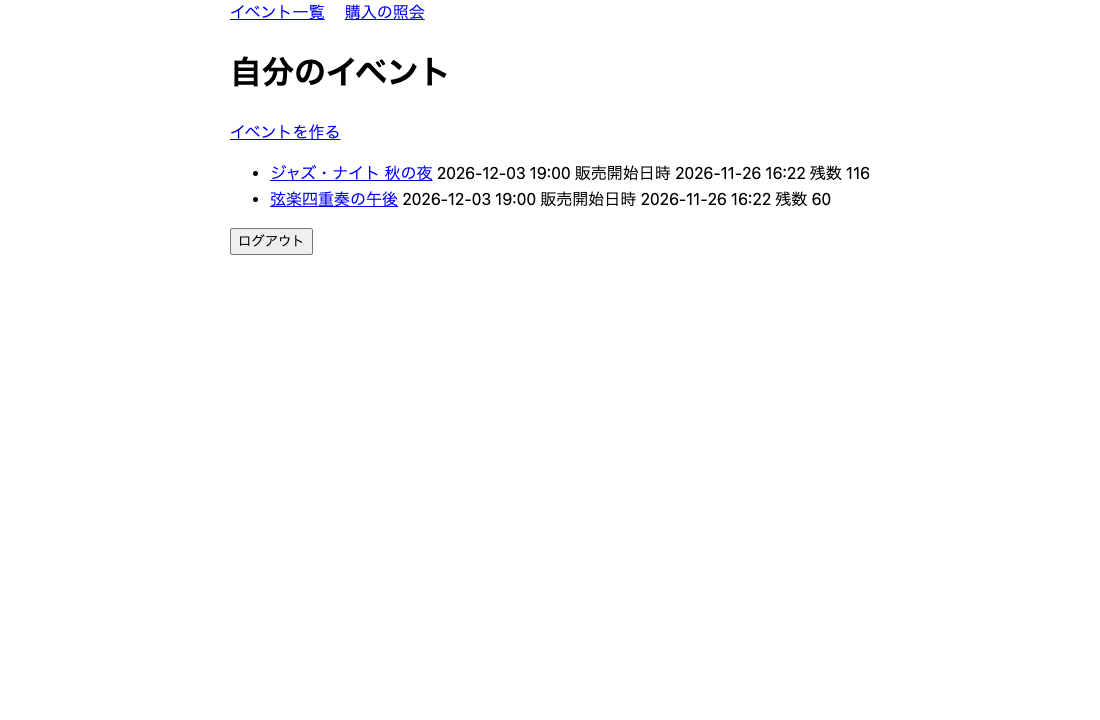 イベント一覧 購入の照会
自分のイベント
イベントを作る
ジャズ・ナイト 秋の夜 2026-12-03 19:00 販売開始日時 2026-11-26 16:22 残数 116
弦楽四重奏の午後 2026-12-03 19:00 販売開始日時 2026-11-26 16:22 残数 60
ログアウト